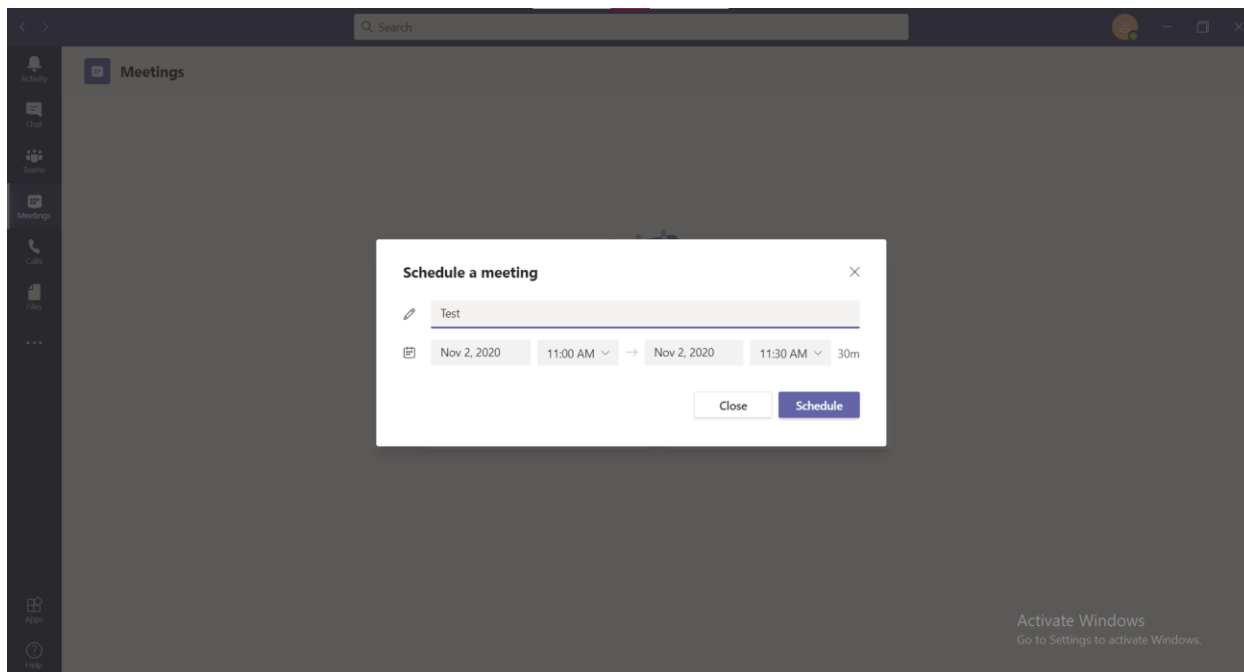 Search
Activity
Meetings
Chat
Teams
Meetings
Calls
Files
Schedule a meeting
Test
Nov 2, 2020 11:00 AM → Nov 2, 2020 11:30 AM 30m
Close Schedule
Apps
Help
Activate Windows
Go to Settings to activate Windows.